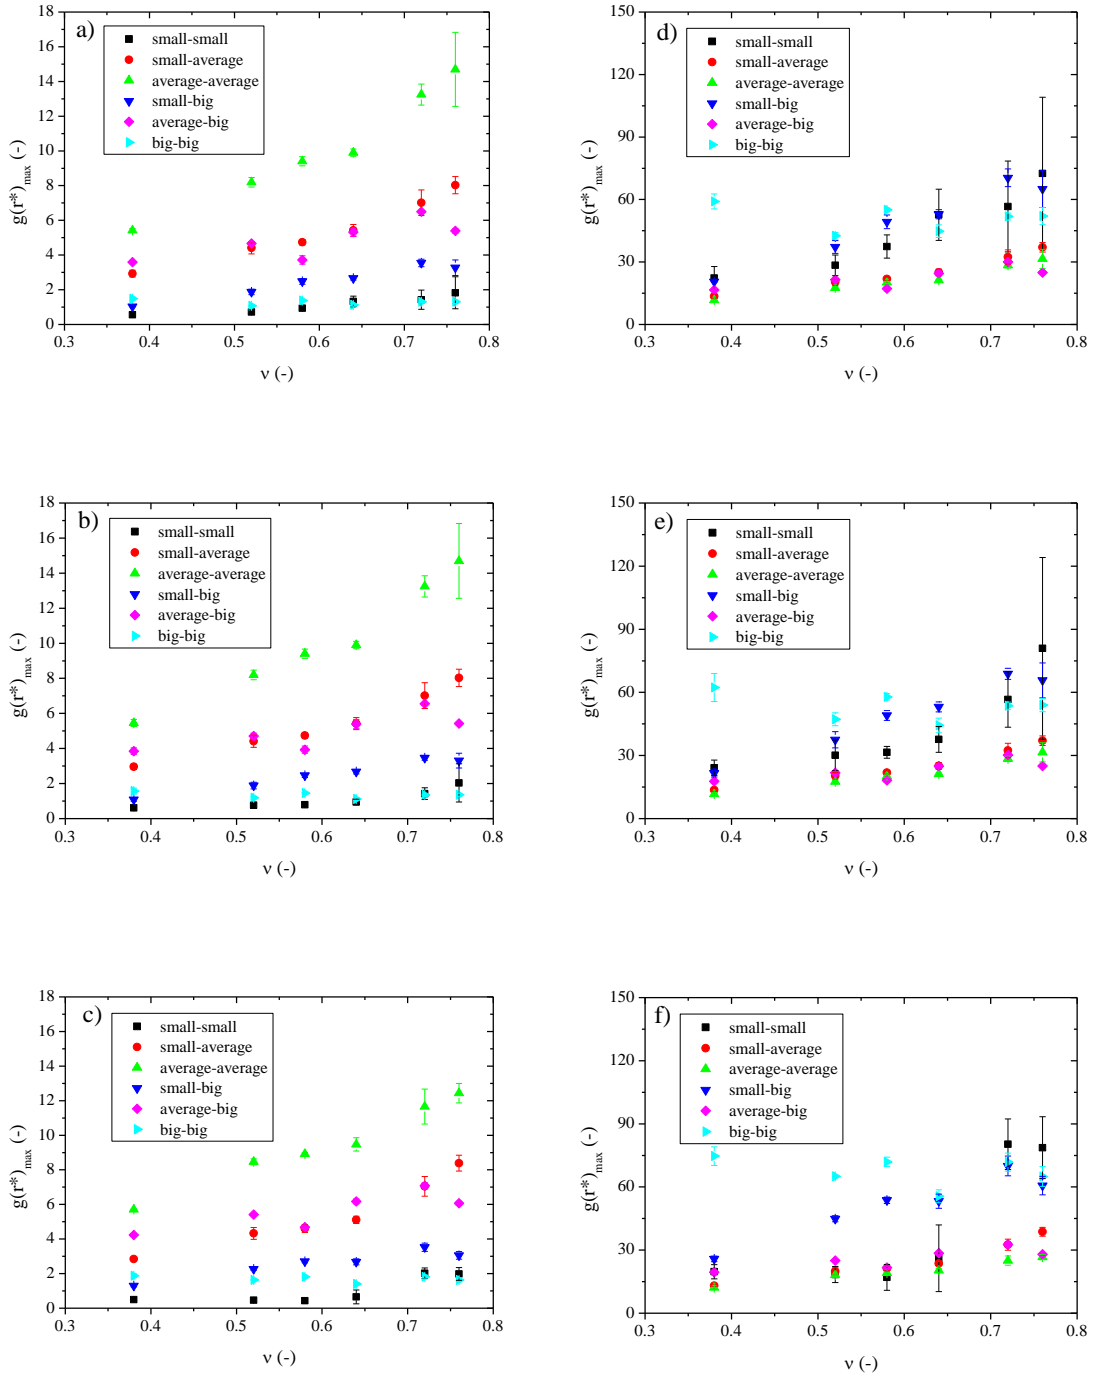 a)
small-small
small-average
average-average
small-big
average-big
big-big
g(r*)max (-)
18
16
14
12
10
8
6
4
2
0
0.3
0.4
0.5
0.6
0.7
0.8
ν (-)
d)
small-small
small-average
average-average
small-big
average-big
big-big
g(r*)max (-)
150
120
90
60
30
0
0.3
0.4
0.5
0.6
0.7
0.8
ν (-)
b)
small-small
small-average
average-average
small-big
average-big
big-big
g(r*)max (-)
18
16
14
12
10
8
6
4
2
0
0.3
0.4
0.5
0.6
0.7
0.8
ν (-)
e)
small-small
small-average
average-average
small-big
average-big
big-big
g(r*)max (-)
150
120
90
60
30
0
0.3
0.4
0.5
0.6
0.7
0.8
ν (-)
c)
small-small
small-average
average-average
small-big
average-big
big-big
g(r*)max (-)
18
16
14
12
10
8
6
4
2
0
0.3
0.4
0.5
0.6
0.7
0.8
ν (-)
f)
small-small
small-average
average-average
small-big
average-big
big-big
g(r*)max (-)
150
120
90
60
30
0
0.3
0.4
0.5
0.6
0.7
0.8
ν (-)